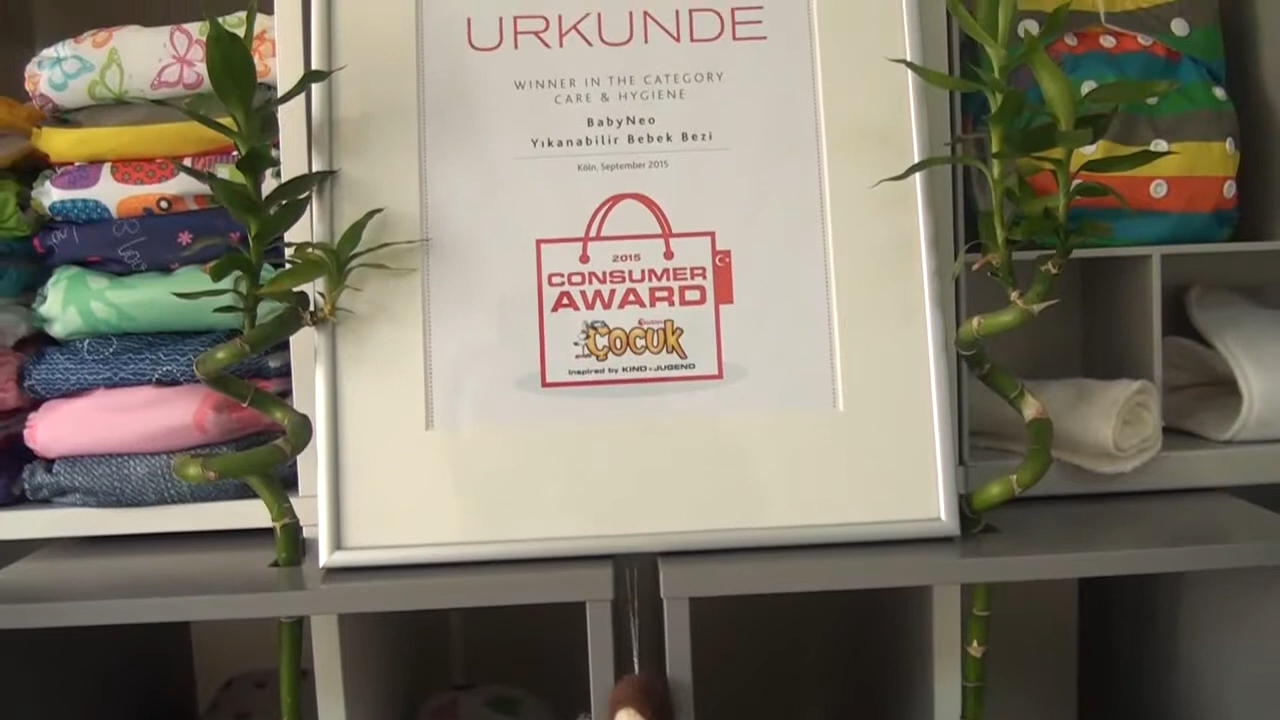 URKUNDE
WINNER IN THE CATEGORY
CARE & HYGIENE
BabyNeo
Yıkanabilir Bebek Bezi
Köln, September 2015
2015
CONSUMER
AWARD
ÇOCUK
Inspired by KIND+JUGEND